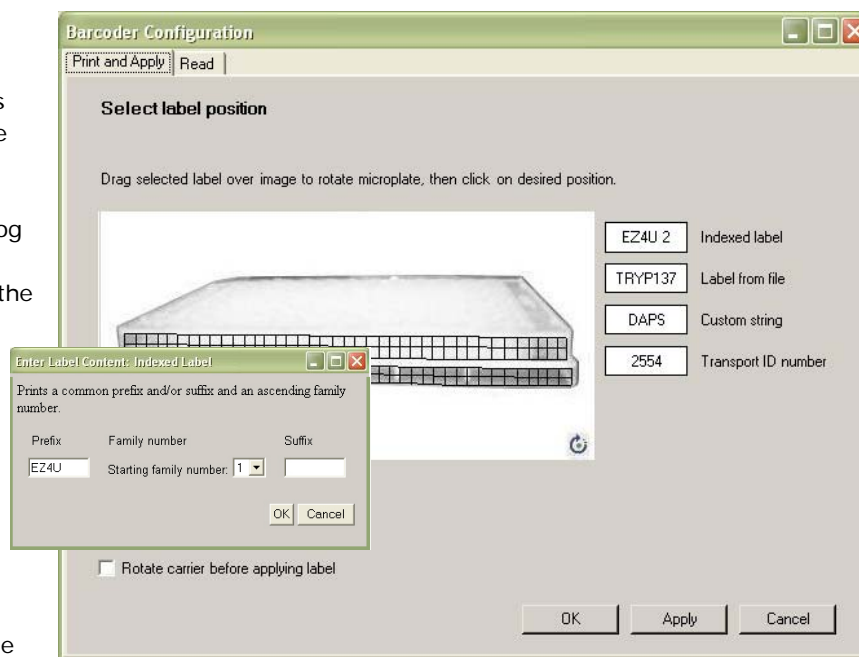 Barcoder Configuration
Print and Apply Read
Select label position
Drag selected label over image to rotate microplate, then click on desired position.
EZ4U 2 Indexed label
TRYP137 Label from file
DAPS Custom string
2554 Transport ID number
Enter Label Content: Indexed Label
Prints a common prefix and/or suffix and an ascending family
number.
Prefix Family number Suffix
EZ4U Starting family number: 1
OK Cancel
Rotate carrier before applying label
OK Apply Cancel
the